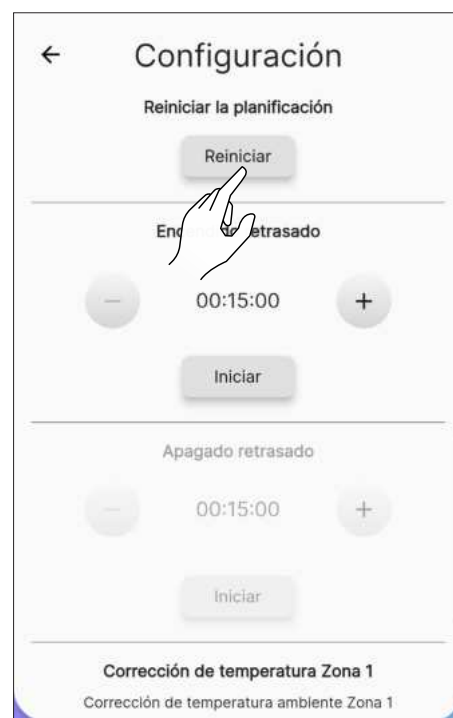 Configuración
Reiniciar la planificación
Reiniciar
retrasado
00:15:00
Iniciar
Apagado retrasado
00:15:00
Iniciar
Corrección de temperatura Zona 1
Corrección de temperatura ambiente Zona 1